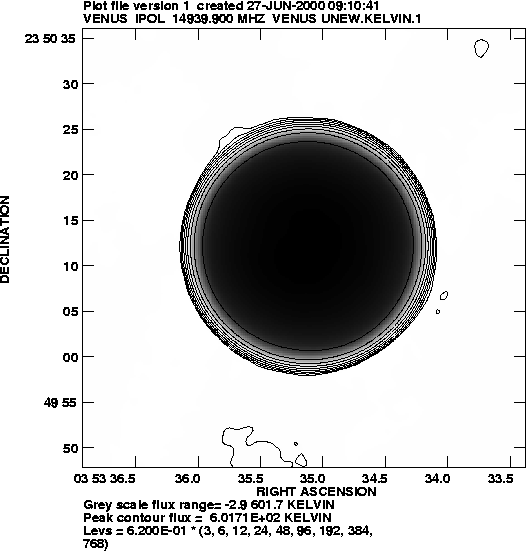 Plot file version 1 created 27-JUN-2000 09:10:41
VENUS IPOL 14939.900 MHZ VENUS UNEW.KELVIN.1
23 50 35
30
25
20
15
10
05
00
49 55
50
DECLINATION
03 53 36.5 36.0 35.5 35.0 34.5 34.0 33.5
RIGHT ASCENSION
Grey scale flux range= -2.9 601.7 KELVIN
Peak contour flux = 6.0171E+02 KELVIN
Levs = 6.200E-01 * (3, 6, 12, 24, 48, 96, 192, 384,
768)